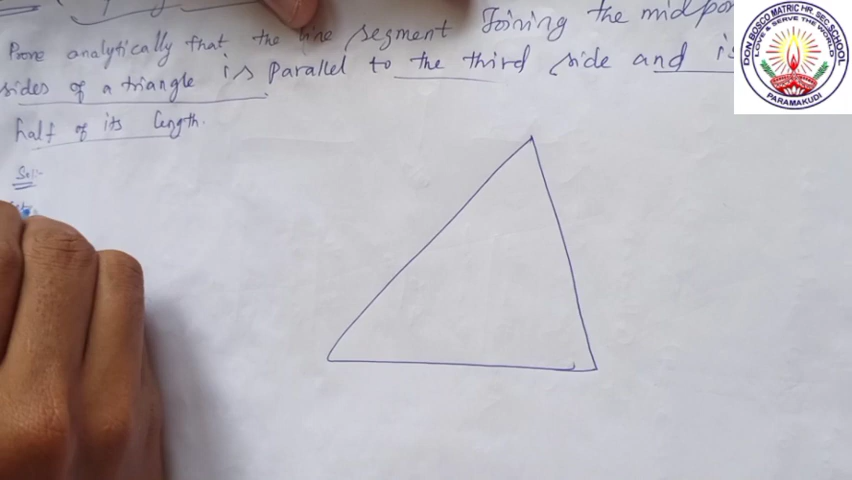 Prove analytically that the line segment Joining the midpo
sides of a triangle is parallel to the third side and is
half of its length.
Sol:-
DON BOSCO MATRIC HR. SEC. SCHOOL
LOVE & SERVE THE WORLD
PARAMAKUDI